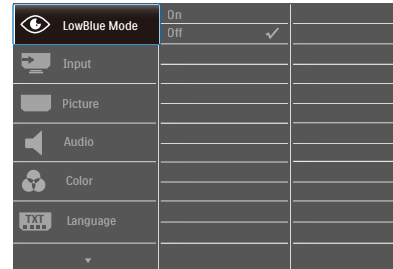 LowBlue Mode
On
Off
Input
Picture
Audio
Color
TXT
Language